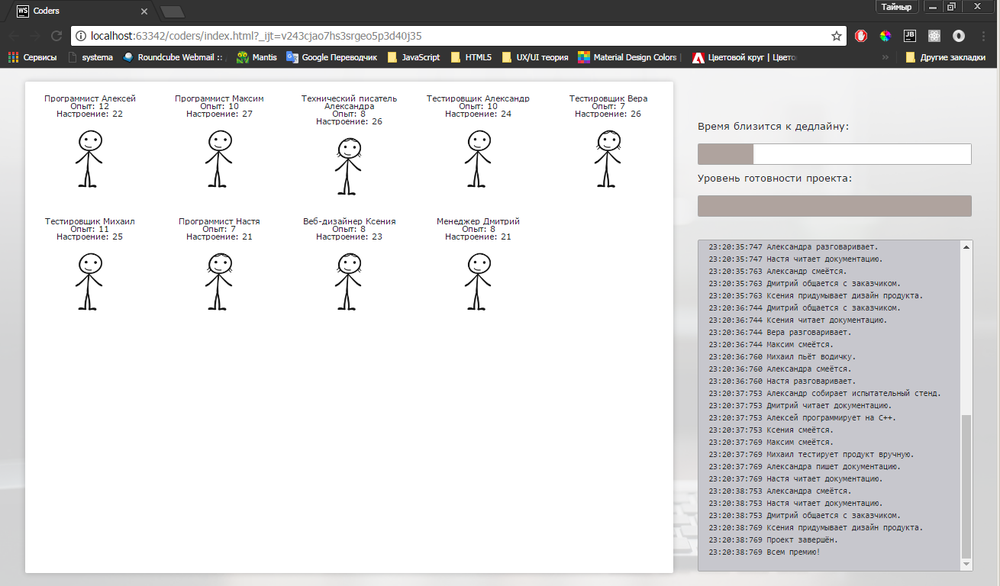 Coders
Таймыр
localhost:63342/coders/index.html?_ijt=v243cjao7hs3srgeo5p3d40j35
Сервисы systema Roundcube Webmail :: Mantis Google Переводчик JavaScript HTML5 UX/UI теория Material Design Colors | Цветовой круг | Цвето » Другие закладки
Программист Алексей
Опыт: 12
Настроение: 22
Программист Максим
Опыт: 10
Настроение: 27
Технический писатель
Александра
Опыт: 8
Настроение: 26
Тестировщик Александр
Опыт: 10
Настроение: 24
Тестировщик Вера
Опыт: 7
Настроение: 26
Тестировщик Михаил
Опыт: 11
Настроение: 25
Программист Настя
Опыт: 7
Настроение: 21
Веб-дизайнер Ксения
Опыт: 8
Настроение: 23
Менеджер Дмитрий
Опыт: 8
Настроение: 21
Время близится к дедлайну:
Уровень готовности проекта:
23:20:35:747 Александра разговаривает.
23:20:35:747 Настя читает документацию.
23:20:35:763 Александр смеётся.
23:20:35:763 Дмитрий общается с заказчиком.
23:20:35:763 Ксения придумывает дизайн продукта.
23:20:36:744 Дмитрий общается с заказчиком.
23:20:36:744 Ксения читает документацию.
23:20:36:744 Вера разговаривает.
23:20:36:744 Максим смеётся.
23:20:36:760 Михаил пьёт водичку.
23:20:36:760 Александра смеётся.
23:20:36:760 Настя разговаривает.
23:20:37:753 Александр собирает испытательный стенд.
23:20:37:753 Дмитрий читает документацию.
23:20:37:753 Алексей программирует на C++.
23:20:37:753 Ксения смеётся.
23:20:37:769 Максим смеётся.
23:20:37:769 Михаил тестирует продукт вручную.
23:20:37:769 Александра пишет документацию.
23:20:37:769 Настя читает документацию.
23:20:38:753 Александра смеётся.
23:20:38:753 Настя читает документацию.
23:20:38:753 Дмитрий общается с заказчиком.
23:20:38:769 Ксения придумывает дизайн продукта.
23:20:38:769 Проект завершён.
23:20:38:769 Всем премию!